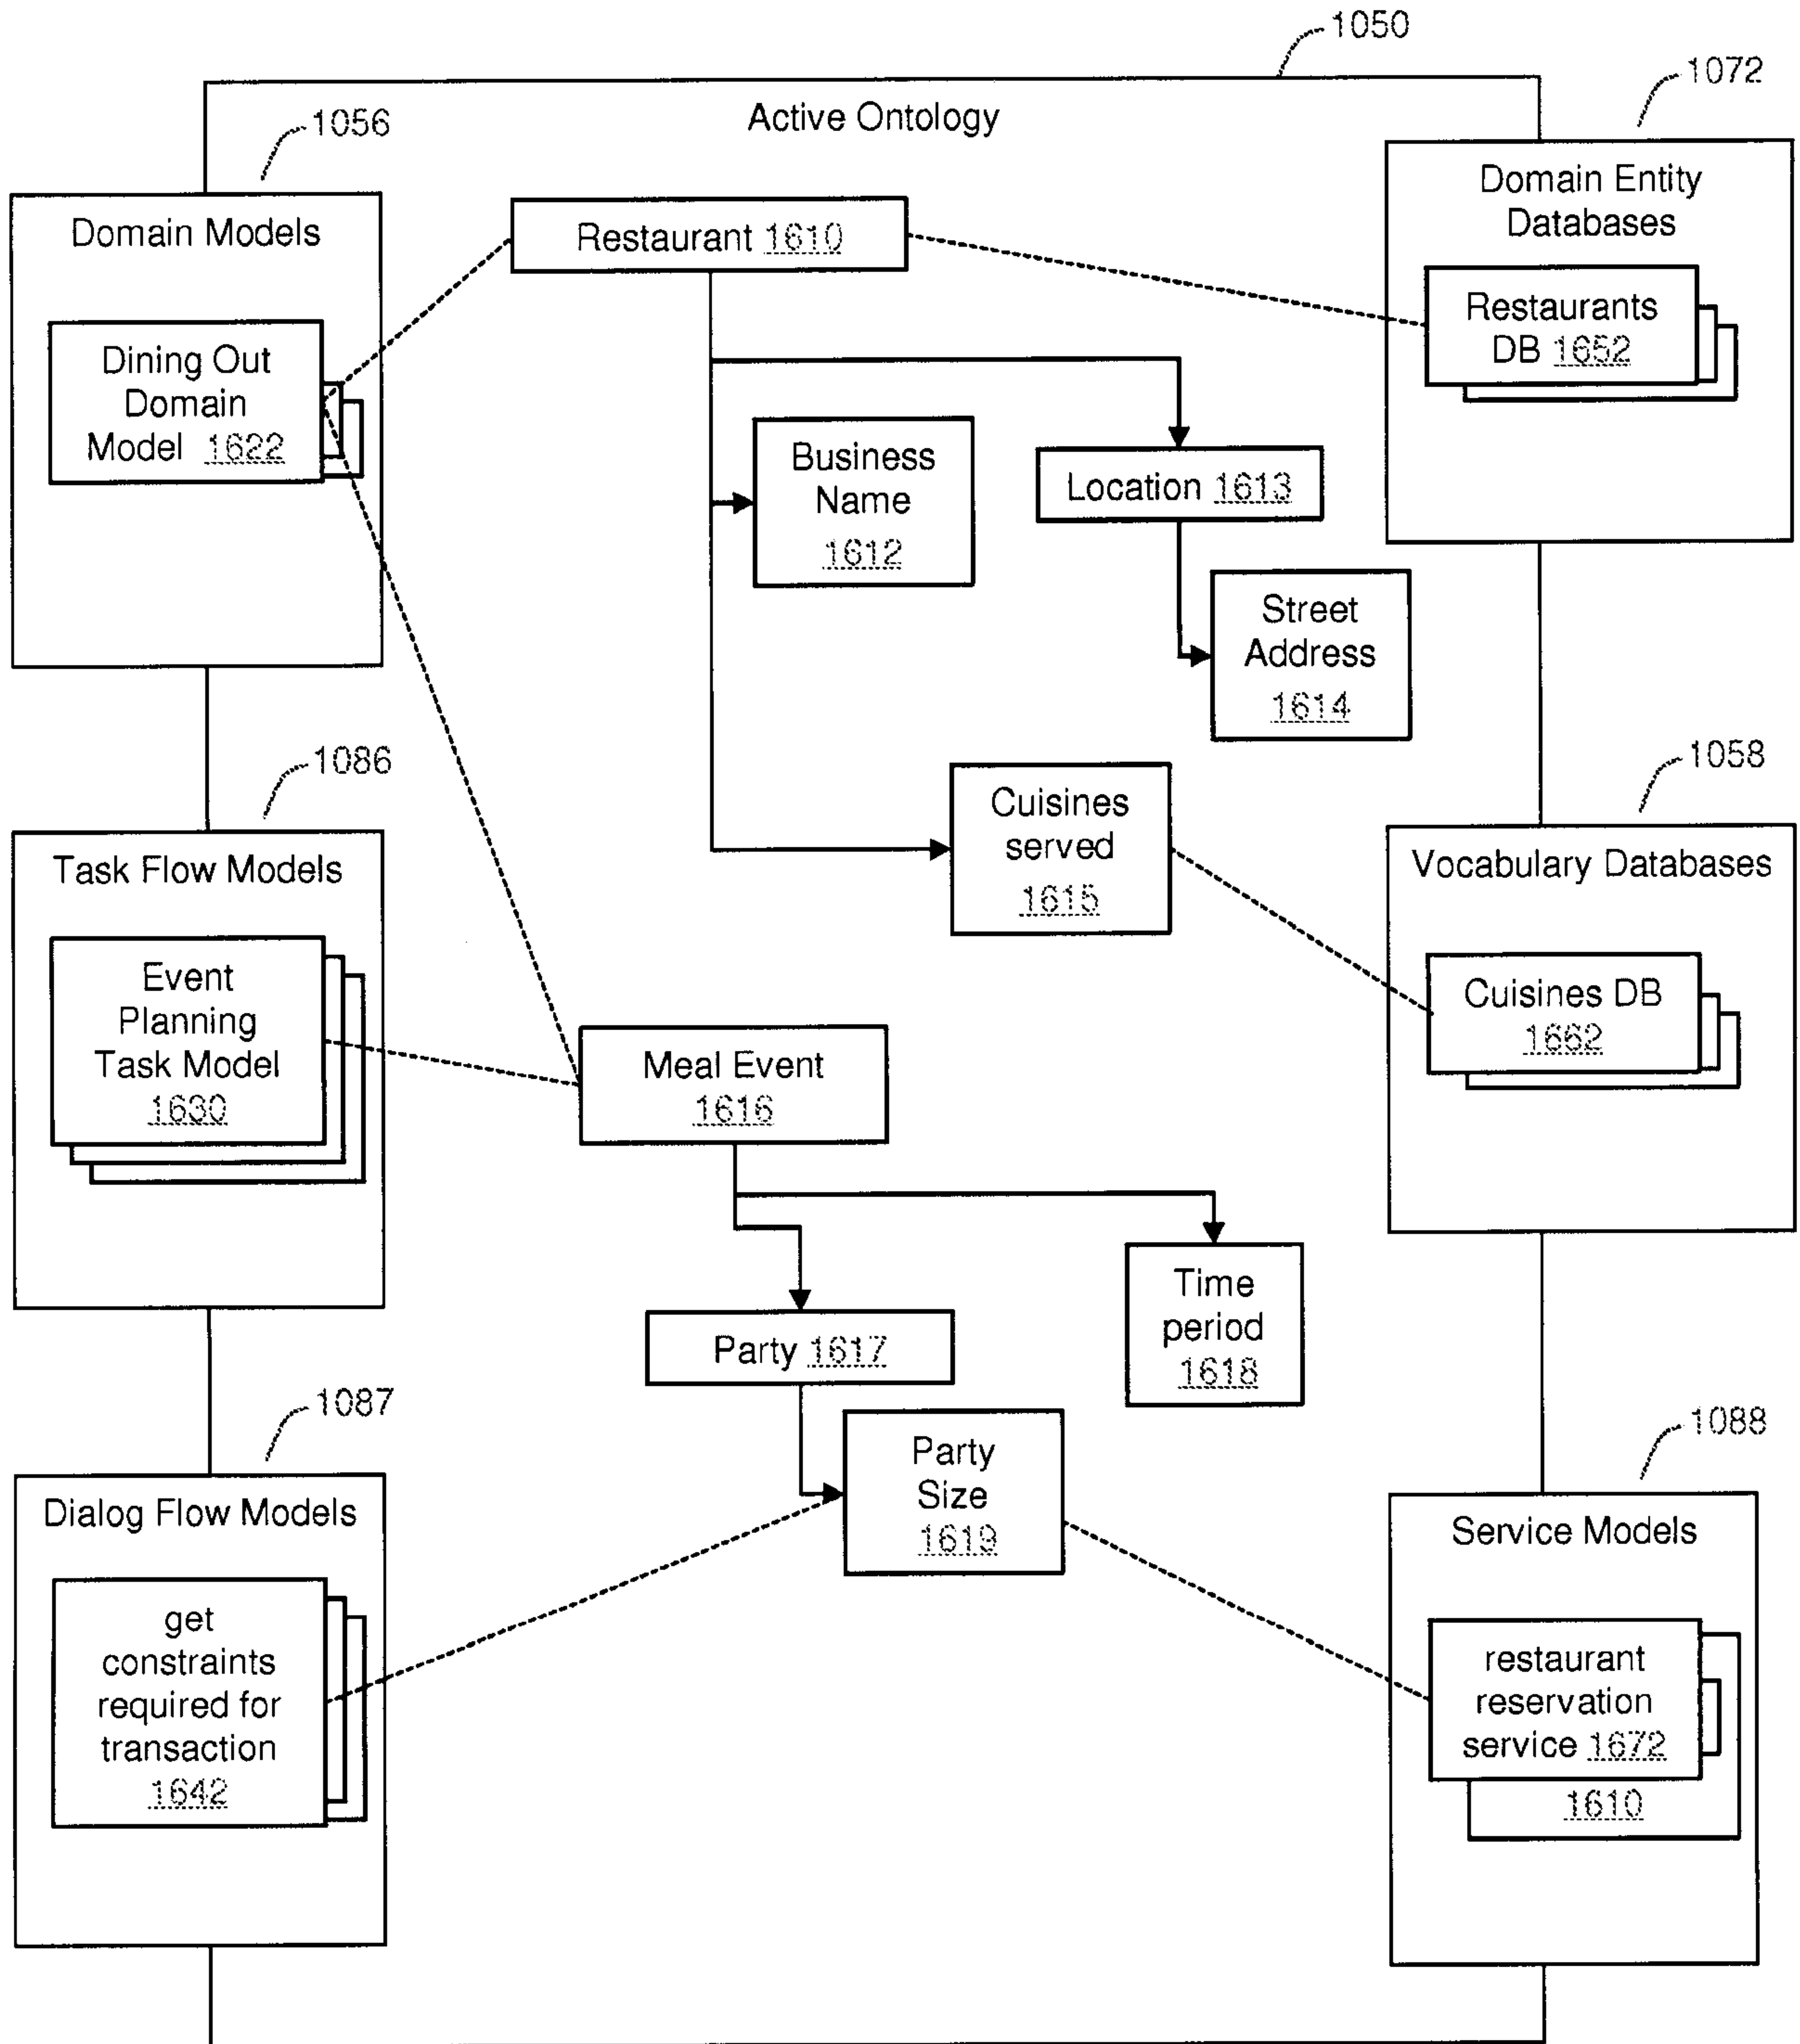 1050
1072
Active Ontology
1056
Domain Models
Dining Out
Domain
Model 1622
Restaurant 1610
Domain Entity
Databases
Restaurants
DB 1652
Business
Name
1612
Location 1613
Street
Address
1614
1086
Task Flow Models
Event
Planning
Task Model
1630
Cuisines
served
1615
1058
Vocabulary Databases
Cuisines DB
1662
Meal Event
1616
Time
period
1618
Party 1617
Party
Size
1619
1087
Dialog Flow Models
get
constraints
required for
transaction
1642
1088
Service Models
restaurant
reservation
service 1672
1610